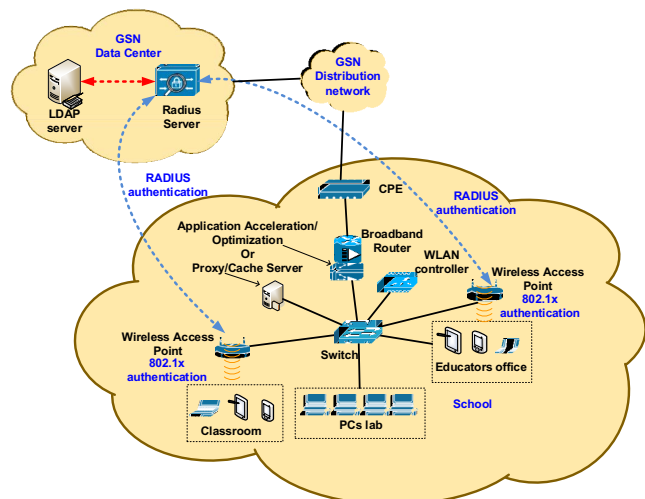 GSN
Data Center
LDAP
server
Radius
Server
GSN
Distribution
network
RADIUS
authentication
CPE
RADIUS
authentication
Application Acceleration/
Optimization
Or
Proxy/Cache Server
Broadband
Router
WLAN
controller
Wireless Access
Point
802.1x
authentication
Wireless Access
Point
802.1x
authentication
Switch
Educators office
Classroom
PCs lab
School